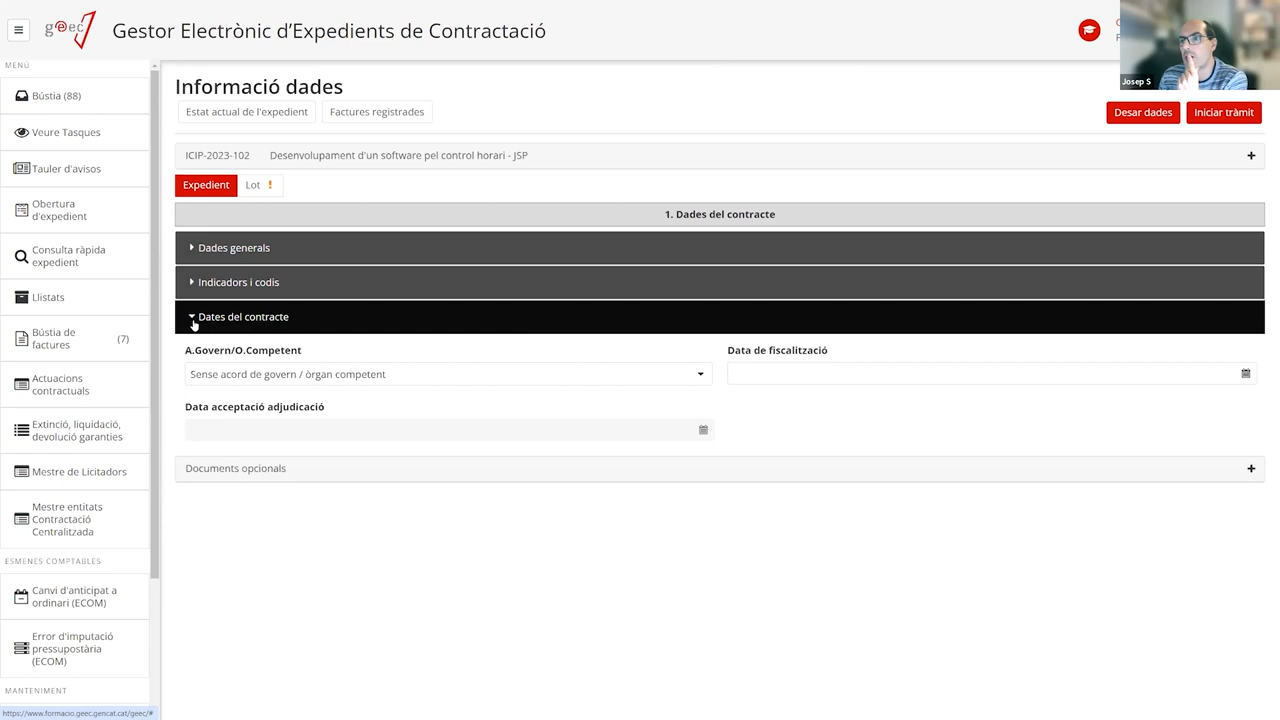 geec
Gestor Electrònic d'Expedients de Contractació
Josep S
MENÚ
Bústia (88)
Veure Tasques
Tauler d'avisos
Obertura
d'expedient
Consulta ràpida
expedient
Llistats
Bústia de
factures
(7)
Actuacions
contractuals
Extinció, liquidació,
devolució garanties
Mestre de Licitadors
Mestre entitats
Contractació
Centralitzada
ESMENES COMPTABLES
Canvi d'anticipat a
ordinari (ECOM)
Error d'imputació
pressupostària
(ECOM)
MANTENIMENT
https://www.formacio.geec.gencat.cat/geec/#
Informació dades
Estat actual de l'expedient
Factures registrades
Desar dades
Iniciar tràmit
ICIP-2023-102 Desenvolupament d'un software pel control horari - JSP
Expedient
Lot !
1. Dades del contracte
Dades generals
Indicadors i codis
Dates del contracte
A.Govern/O.Competent
Sense acord de govern / òrgan competent
Data de fiscalització
Data acceptació adjudicació
Documents opcionals